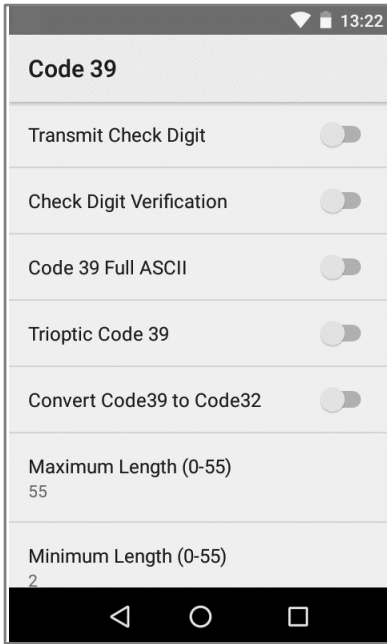 13:22
Code 39
Transmit Check Digit
Check Digit Verification
Code 39 Full ASCII
Trioptic Code 39
Convert Code39 to Code32
Maximum Length (0-55)
55
Minimum Length (0-55)
2